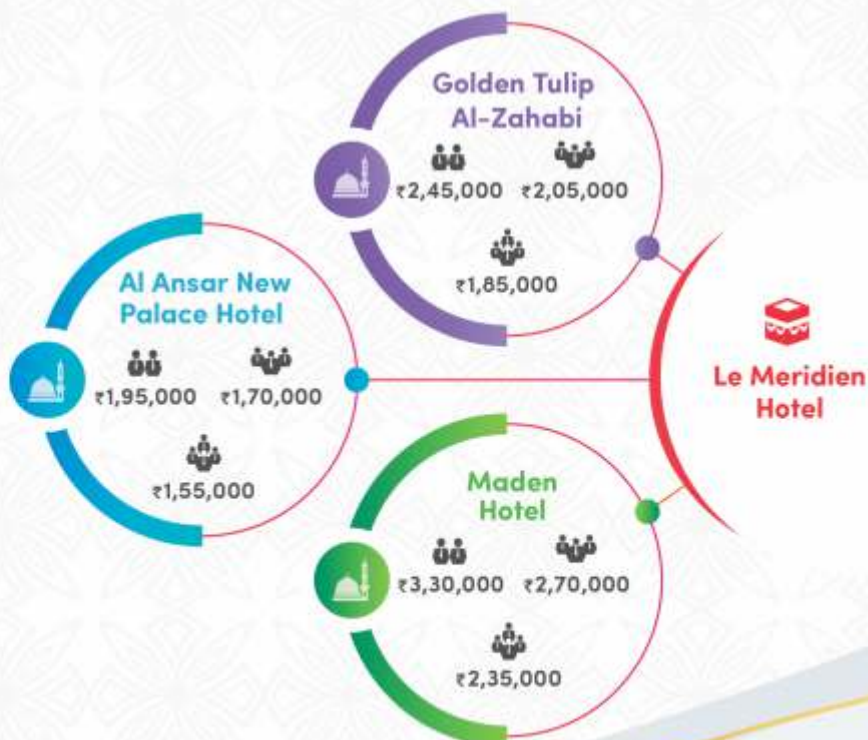 Golden Tulip
Al-Zahabi
₹2,45,000 ₹2,05,000
₹1,85,000
Al Ansar New
Palace Hotel
₹1,95,000 ₹1,70,000
₹1,55,000
Le Meridien
Hotel
Maden
Hotel
₹3,30,000 ₹2,70,000
₹2,35,000